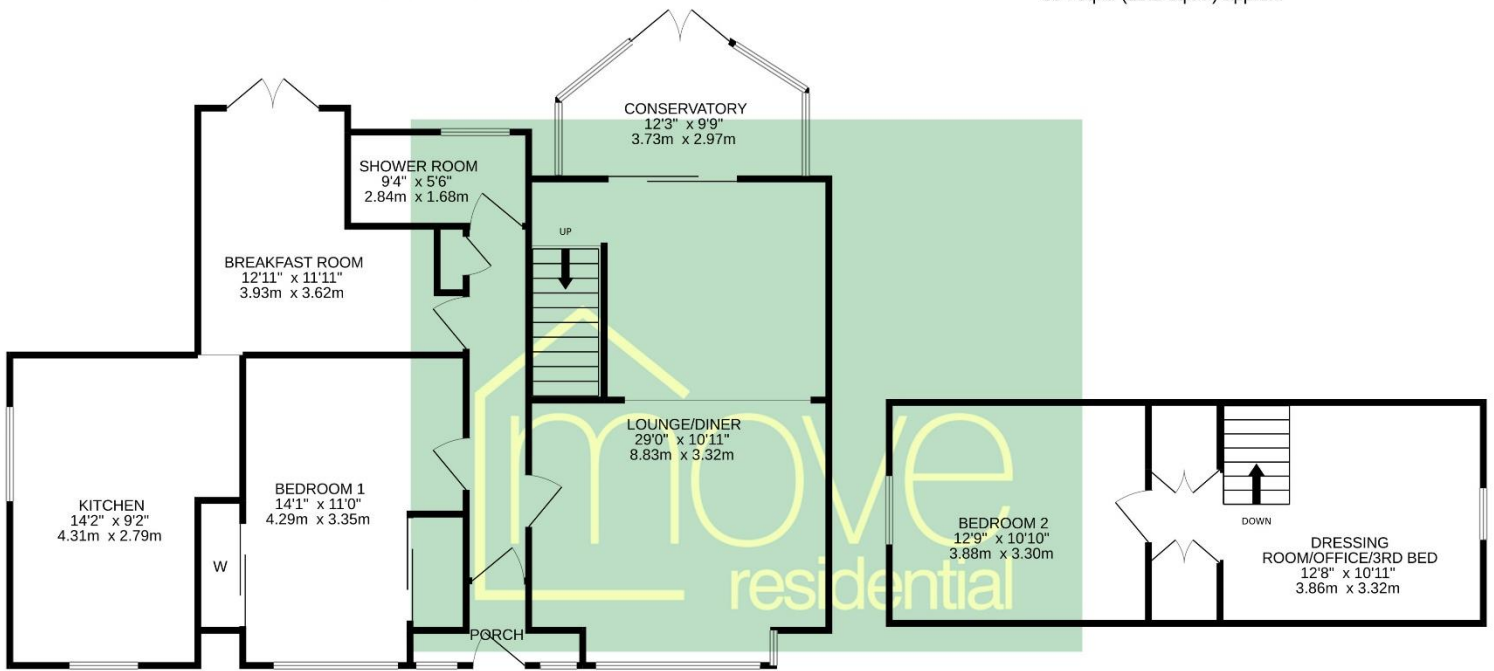 CONSERVATORY
12'3" x 9'9"
3.73m x 2.97m
SHOWER ROOM
9'4" x 5'6"
2.84m x 1.68m
UP
BREAKFAST ROOM
12'11" x 11'11"
3.93m x 3.62m
LOUNGE/DINER
29'0" x 10'11"
8.83m x 3.32m
KITCHEN
14'2" x 9'2"
4.31m x 2.79m
BEDROOM 1
14'1" x 11'0"
4.29m x 3.35m
W
PORCH
move
residential
BEDROOM 2
12'9" x 10'10"
3.88m x 3.30m
DOWN
DRESSING
ROOM/OFFICE/3RD BED
12'8" x 10'11"
3.86m x 3.32m